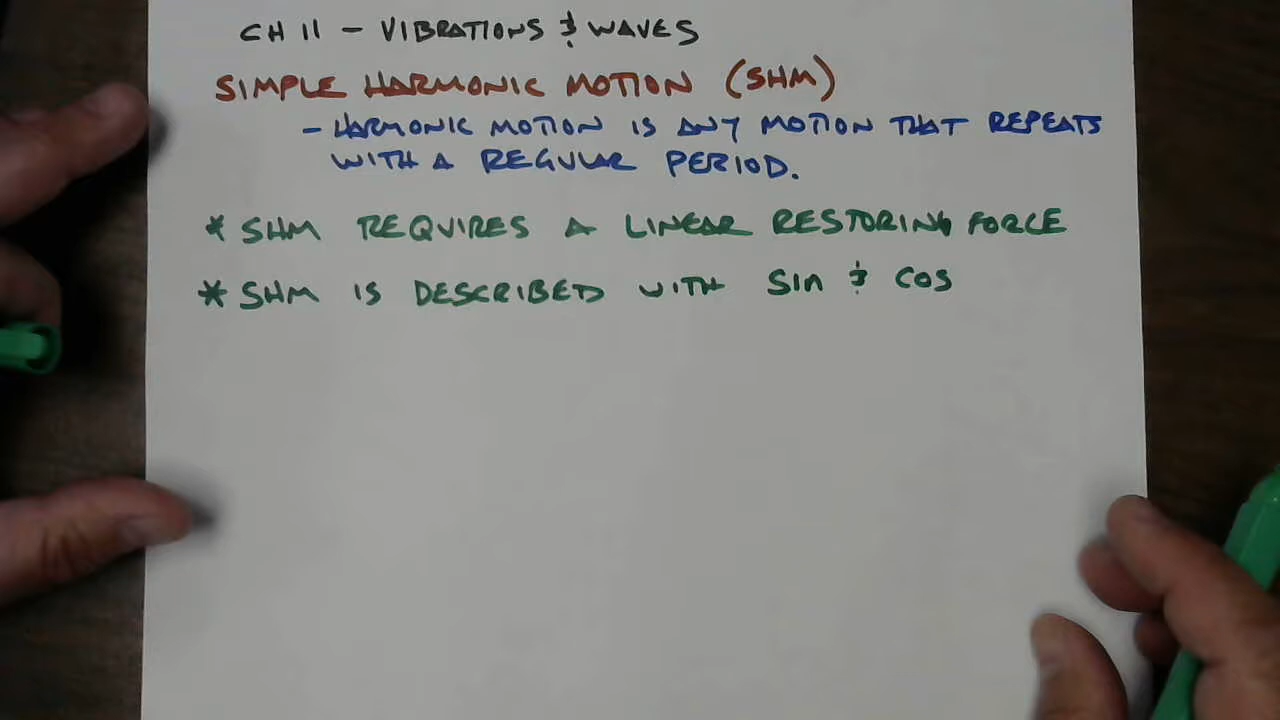 CH 11 - VIBRATIONS & WAVES
SIMPLE HARMONIC MOTION (SHM)
- HARMONIC MOTION IS ANY MOTION THAT REPEATS
WITH A REGULAR PERIOD.
* SHM REQUIRES A LINEAR RESTORING FORCE
* SHM IS DESCRIBED WITH Sin & COS